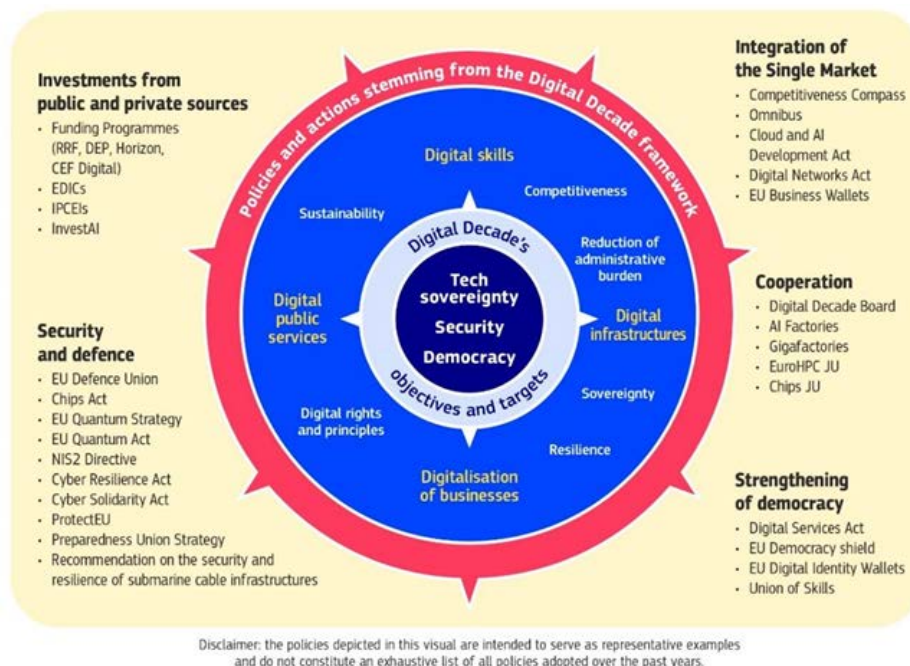 Investments from
public and private sources
• Funding Programmes
(RRF, DEP, Horizon,
CEF Digital)
• EDICs
• IPCEIs
• InvestAI
Security
and defence
• EU Defence Union
• Chips Act
• EU Quantum Strategy
• EU Quantum Act
• NIS2 Directive
• Cyber Resilience Act
• Cyber Solidarity Act
• ProtectEU
• Preparedness Union Strategy
• Recommendation on the security and
resilience of submarine cable infrastructures
Policies and actions stemming from the Digital Decade framework
Digital skills
Competitiveness
Sustainability
Reduction of
administrative
burden
Digital
public
services
Digital
infrastructures
Digital rights
and principles
Sovereignty
Resilience
Digitalisation
of businesses
Digital Decade's
objectives and targets
Tech
sovereignty
Security
Democracy
Integration of
the Single Market
• Competitiveness Compass
• Omnibus
• Cloud and AI
Development Act
• Digital Networks Act
• EU Business Wallets
Cooperation
• Digital Decade Board
• AI Factories
• Gigafactories
• EuroHPC JU
• Chips JU
Strengthening
of democracy
• Digital Services Act
• EU Democracy shield
• EU Digital Identity Wallets
• Union of Skills
Disclaimer: the policies depicted in this visual are intended to serve as representative examples
and do not constitute an exhaustive list of all policies adopted over the past years.